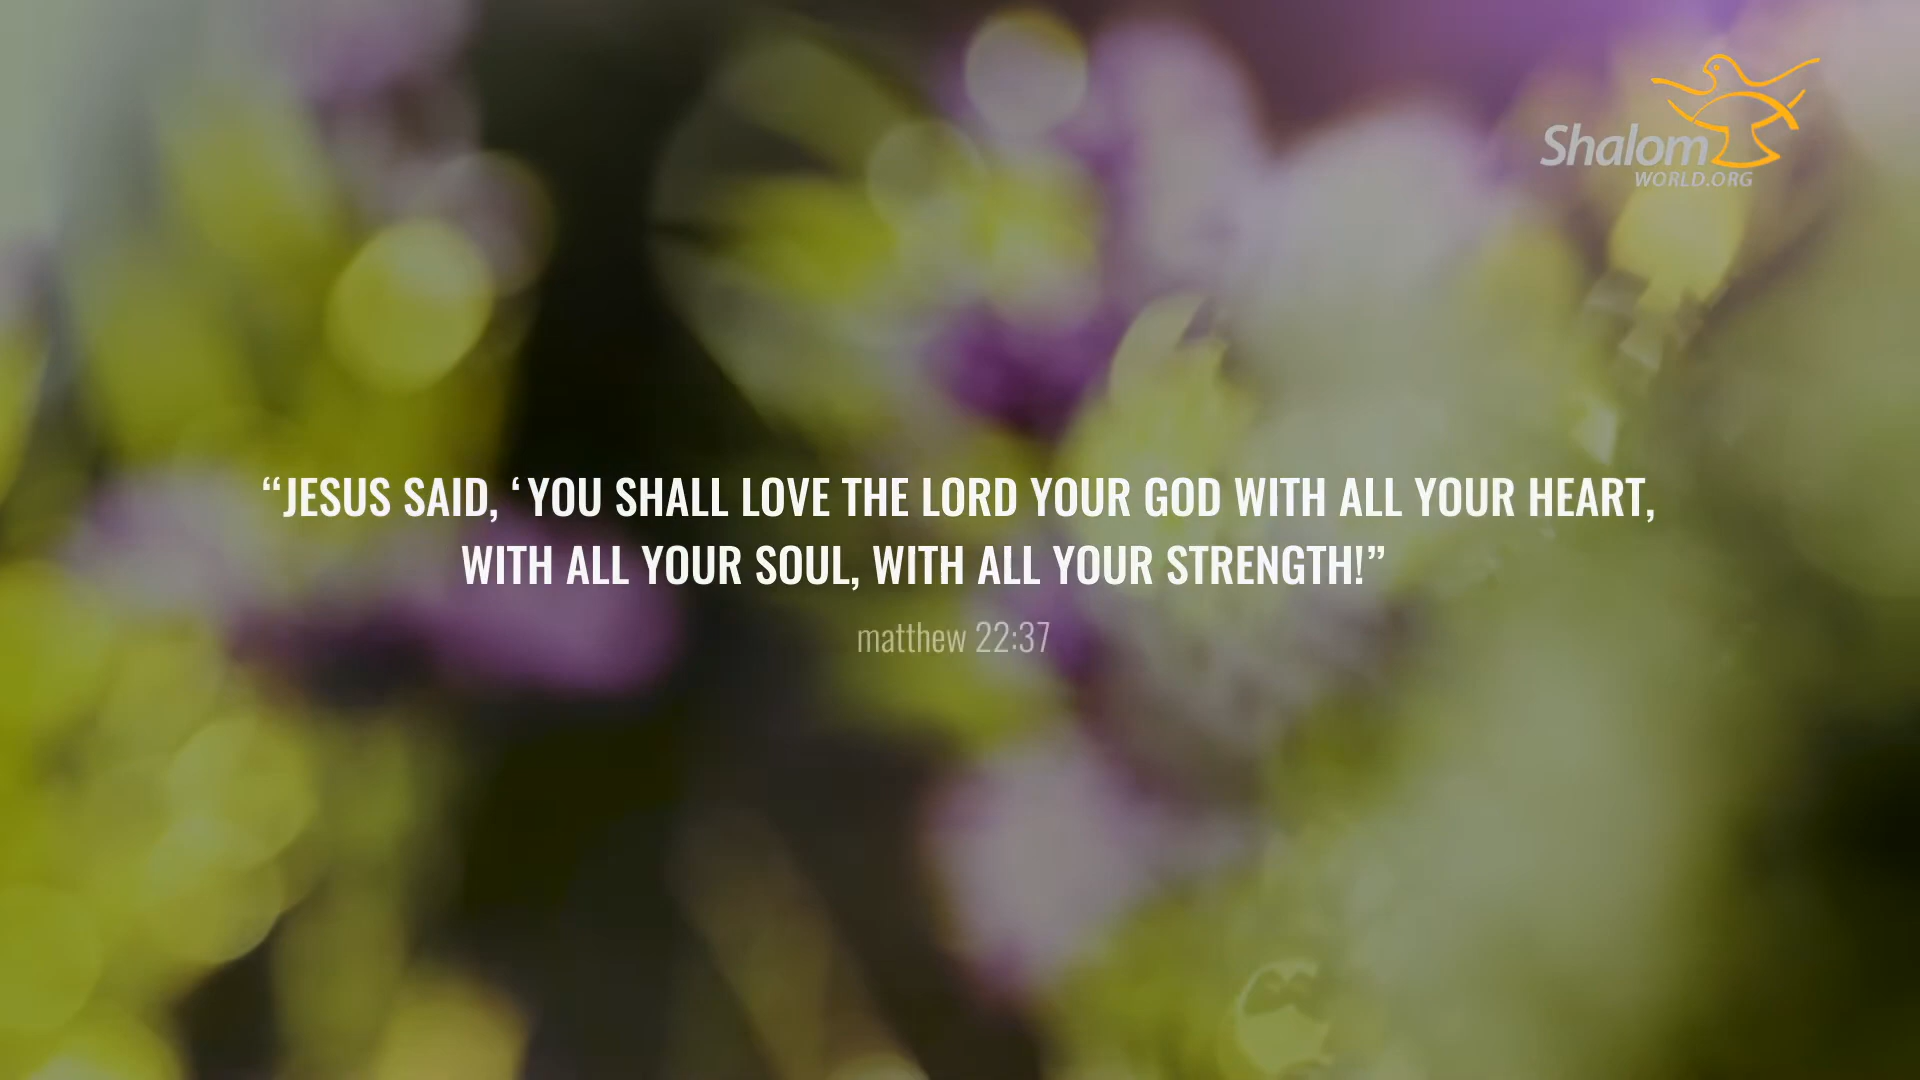 Shalom
WORLD.ORG
“JESUS SAID, ‘YOU SHALL LOVE THE LORD YOUR GOD WITH ALL YOUR HEART,
WITH ALL YOUR SOUL, WITH ALL YOUR STRENGTH!”
matthew 22:37